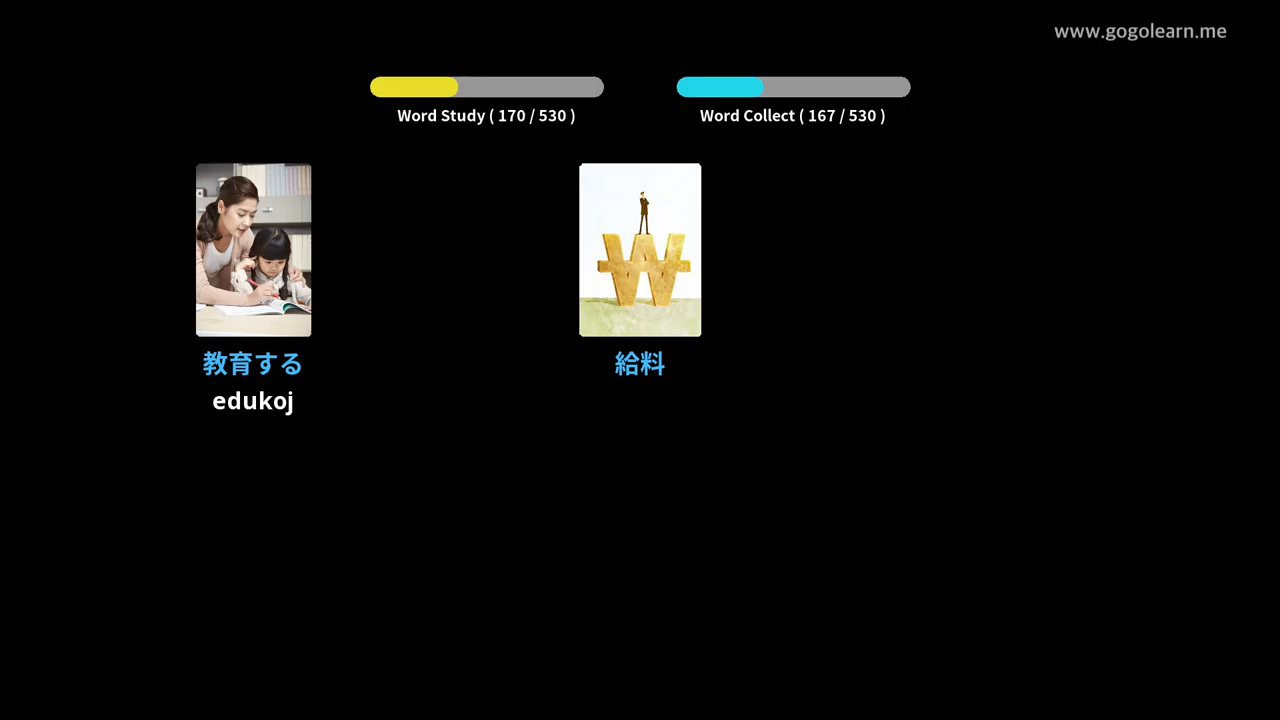 www.gogolearn.me
Word Study ( 170 / 530 )
Word Collect ( 167 / 530 )
教育する
edukoj
給料